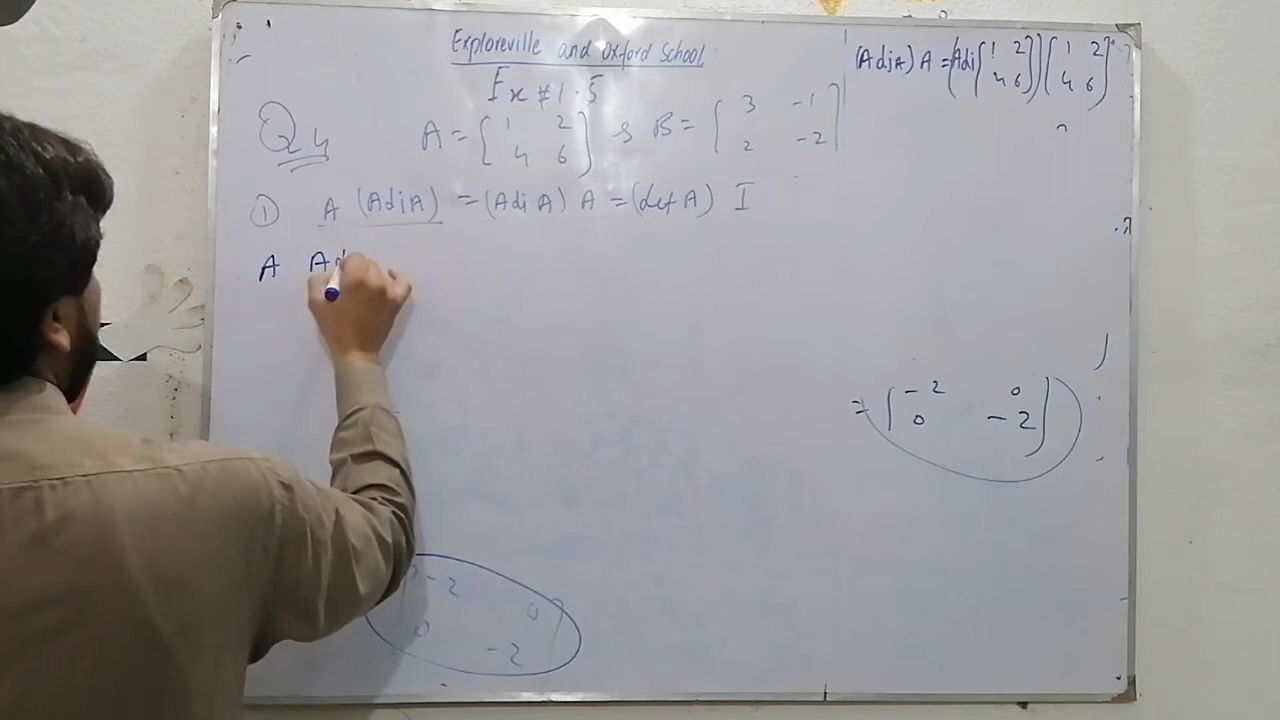 Exploreville and Oxford School
Ex # 1.5
Q4 A = [1 2 4 6] & B = [3 -1 2 -2]
① A (Adj A) = (Adj A) A = (det A) I
A Ad
(Adj A) A = (Adj [1 2 4 6]) [1 2 4 6]
= [-2 0 0 -2]
-2 0
0 -2